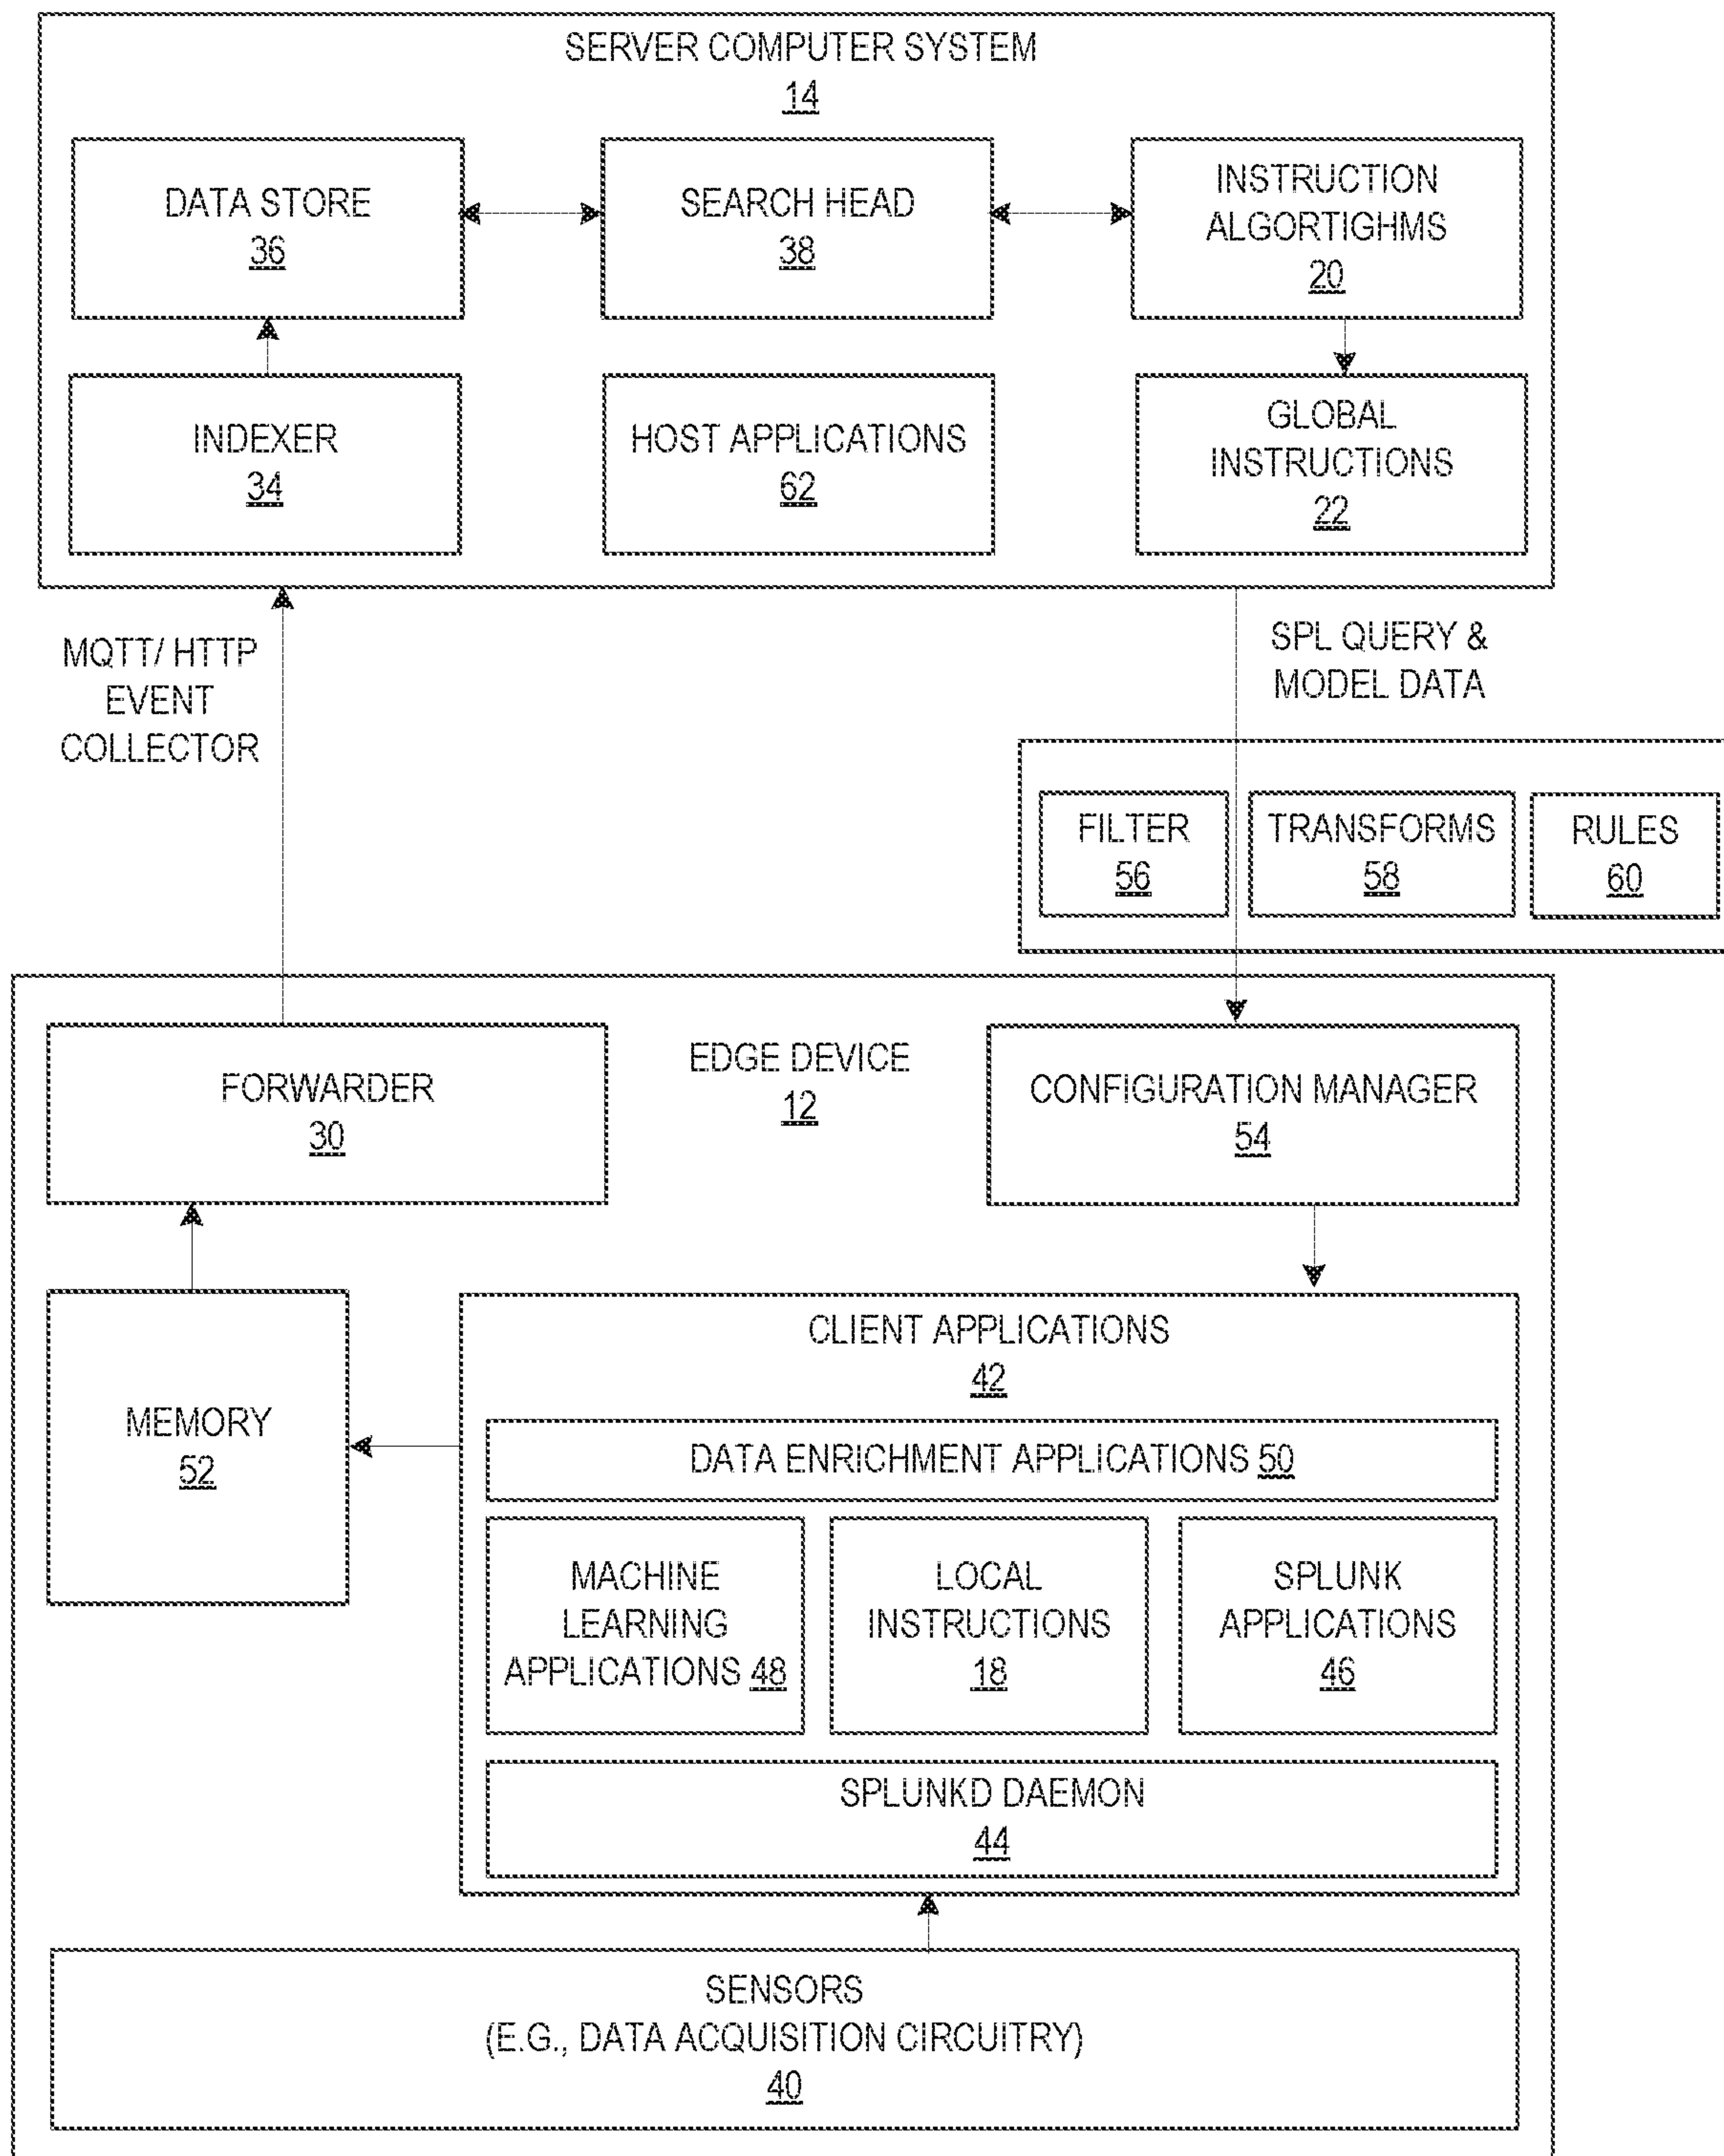 SERVER COMPUTER SYSTEM
14
DATA STORE
36
SEARCH HEAD
38
INSTRUCTION
ALGORTIGHMS
20
INDEXER
34
HOST APPLICATIONS
62
GLOBAL
INSTRUCTIONS
22
MQTT/ HTTP
EVENT
COLLECTOR
SPL QUERY &
MODEL DATA
FILTER
56
TRANSFORMS
58
RULES
60
FORWARDER
30
EDGE DEVICE
12
CONFIGURATION MANAGER
54
MEMORY
52
CLIENT APPLICATIONS
42
DATA ENRICHMENT APPLICATIONS 50
MACHINE
LEARNING
APPLICATIONS 48
LOCAL
INSTRUCTIONS
18
SPLUNK
APPLICATIONS
46
SPLUNKD DAEMON
44
SENSORS
(E.G., DATA ACQUISITION CIRCUITRY)
40